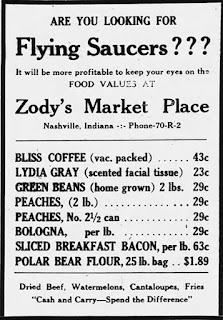 ARE YOU LOOKING FOR
Flying Saucers ???
It will be more profitable to keep your eyes on the
FOOD VALUES AT
Zody's Market Place
Nashville, Indiana -:- Phone-70-R-2
BLISS COFFEE (vac. packed) ..... 43c
LYDIA GRAY (scented facial tissue) 23c
GREEN BEANS (home grown) 2 lbs. 29c
PEACHES, (2 lb.) ..... 29c
PEACHES, No. 2½ can ..... 29c
BOLOGNA, per lb. ..... 29c
SLICED BREAKFAST BACON, per lb. 63c
POLAR BEAR FLOUR, 25 lb. bag .. $1.89
Dried Beef, Watermelons, Cantaloupes, Fries
"Cash and Carry—Spend the Difference"